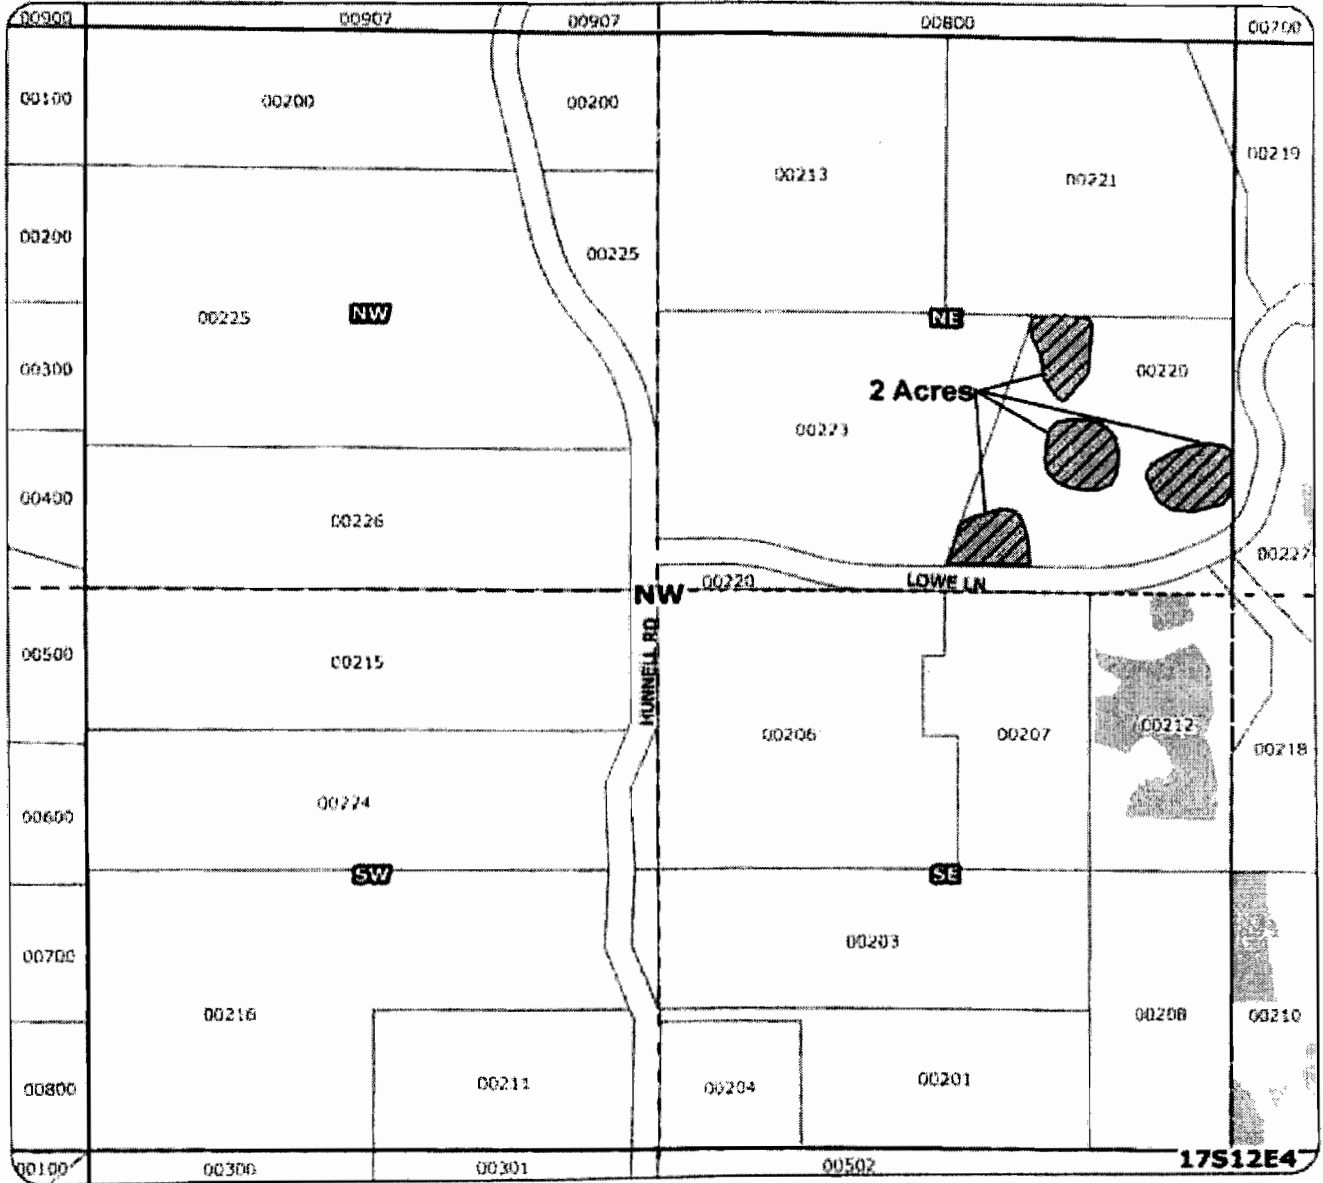 00900 00907 00907 00800 00700
00100 00200 00200
00213 00221 00219
00200 00225
00225 NW NE
00300 2 Acres 00220
00223
00400 00226
00220 LOWE LN 00227
NW
HUNNELL RD
00500 00215
00206 00207 00212 00218
00600 00224
SW SE
00700 00203
00216 00208 00210
00800 00211 00204 00201
00100 00300 00301 00502 17S12E4